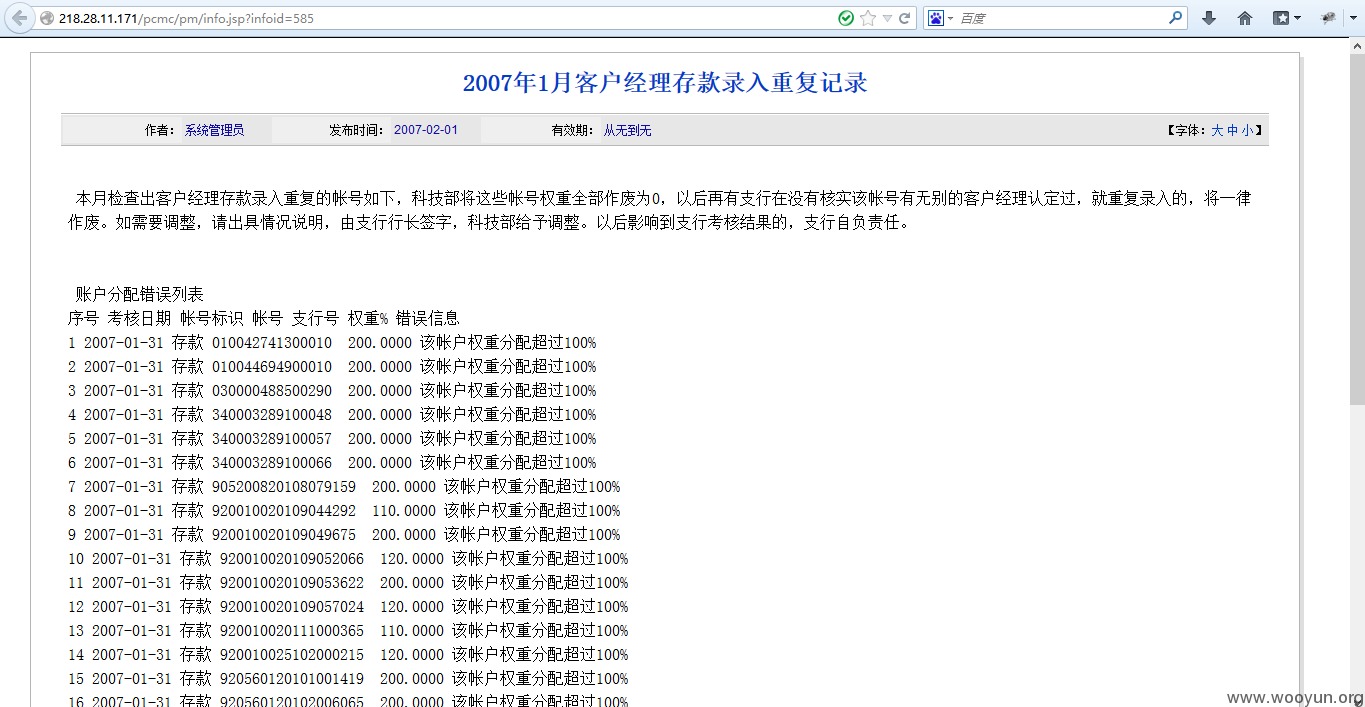 218.28.11.171/pcmc/pm/info.jsp?infoid=585
百度
2007年1月客户经理存款录入重复记录
作者: 系统管理员 发布时间: 2007-02-01 有效期: 从无到无 【字体: 大 中 小】
本月检查出客户经理存款录入重复的帐号如下，科技部将这些帐号权重全部作废为0，以后再有支行在没有核实该帐号有无别的客户经理认定过，就重复录入的，将一律
作废。如需要调整，请出具情况说明，由支行行长签字，科技部给予调整。以后影响到支行考核结果的，支行自负责任。
账户分配错误列表
序号 考核日期 帐号标识 帐号 支行号 权重% 错误信息
1 2007-01-31 存款 010042741300010 200.0000 该帐户权重分配超过100%
2 2007-01-31 存款 010044694900010 200.0000 该帐户权重分配超过100%
3 2007-01-31 存款 030000488500290 200.0000 该帐户权重分配超过100%
4 2007-01-31 存款 340003289100048 200.0000 该帐户权重分配超过100%
5 2007-01-31 存款 340003289100057 200.0000 该帐户权重分配超过100%
6 2007-01-31 存款 340003289100066 200.0000 该帐户权重分配超过100%
7 2007-01-31 存款 905200820108079159 200.0000 该帐户权重分配超过100%
8 2007-01-31 存款 920010020109044292 110.0000 该帐户权重分配超过100%
9 2007-01-31 存款 920010020109049675 200.0000 该帐户权重分配超过100%
10 2007-01-31 存款 920010020109052066 120.0000 该帐户权重分配超过100%
11 2007-01-31 存款 920010020109053622 200.0000 该帐户权重分配超过100%
12 2007-01-31 存款 920010020109057024 120.0000 该帐户权重分配超过100%
13 2007-01-31 存款 920010020111000365 110.0000 该帐户权重分配超过100%
14 2007-01-31 存款 920010025102000215 120.0000 该帐户权重分配超过100%
15 2007-01-31 存款 920560120101001419 200.0000 该帐户权重分配超过100%
16 2007-01-31 存款 920560120102006065 200.0000 该帐户权重分配超过100%
www.wooyun.org